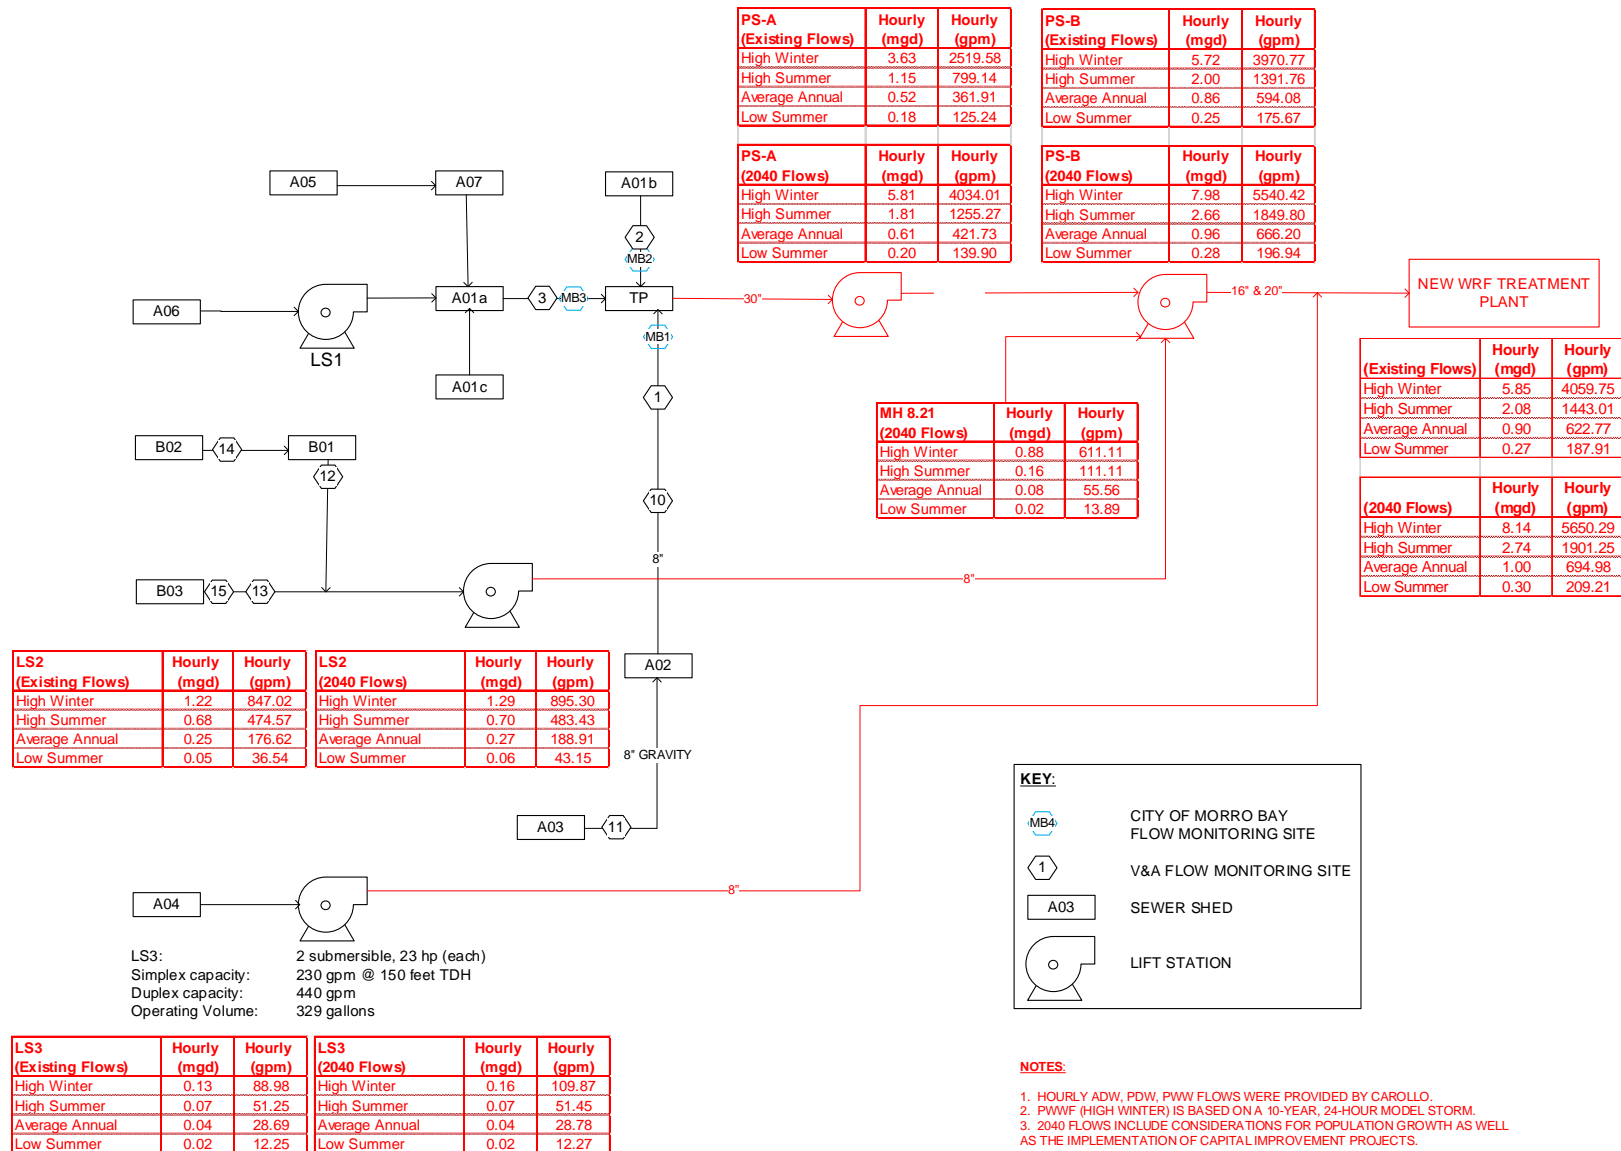 PS-A Hourly Hourly
(Existing Flows) (mgd) (gpm)
High Winter 3.63 2519.58
High Summer 1.15 799.14
Average Annual 0.52 361.91
Low Summer 0.18 125.24
PS-B Hourly Hourly
(Existing Flows) (mgd) (gpm)
High Winter 5.72 3970.77
High Summer 2.00 1391.76
Average Annual 0.86 594.08
Low Summer 0.25 175.67
PS-A Hourly Hourly
(2040 Flows) (mgd) (gpm)
High Winter 5.81 4034.01
High Summer 1.81 1255.27
Average Annual 0.61 421.73
Low Summer 0.20 139.90
PS-B Hourly Hourly
(2040 Flows) (mgd) (gpm)
High Winter 7.98 5540.42
High Summer 2.66 1849.80
Average Annual 0.96 666.20
Low Summer 0.28 196.94
A05
A07
A01b
2
MB2
A06
LS1
A01a
3
MB3
TP
30"
16" & 20"
NEW WRF TREATMENT
PLANT
MB1
A01c
1
Hourly Hourly
(Existing Flows) (mgd) (gpm)
High Winter 5.85 4059.75
High Summer 2.08 1443.01
Average Annual 0.90 622.77
Low Summer 0.27 187.91
MH 8.21 Hourly Hourly
(2040 Flows) (mgd) (gpm)
High Winter 0.88 611.11
High Summer 0.16 111.11
Average Annual 0.08 55.56
Low Summer 0.02 13.89
Hourly Hourly
(2040 Flows) (mgd) (gpm)
High Winter 8.14 5650.29
High Summer 2.74 1901.25
Average Annual 1.00 694.98
Low Summer 0.30 209.21
B02
14
B01
12
10
8"
B03
15
13
8"
LS2 Hourly Hourly
(Existing Flows) (mgd) (gpm)
High Winter 1.22 847.02
High Summer 0.68 474.57
Average Annual 0.25 176.62
Low Summer 0.05 36.54
LS2 Hourly Hourly
(2040 Flows) (mgd) (gpm)
High Winter 1.29 895.30
High Summer 0.70 483.43
Average Annual 0.27 188.91
Low Summer 0.06 43.15
A02
8" GRAVITY
A03
11
A04
8"
LS3: 2 submersible, 23 hp (each)
Simplex capacity: 230 gpm @ 150 feet TDH
Duplex capacity: 440 gpm
Operating Volume: 329 gallons
KEY:
MB4
CITY OF MORRO BAY
FLOW MONITORING SITE
1
V&A FLOW MONITORING SITE
A03
SEWER SHED
LIFT STATION
LS3 Hourly Hourly
(Existing Flows) (mgd) (gpm)
High Winter 0.13 88.98
High Summer 0.07 51.25
Average Annual 0.04 28.69
Low Summer 0.02 12.25
LS3 Hourly Hourly
(2040 Flows) (mgd) (gpm)
High Winter 0.16 109.87
High Summer 0.07 51.45
Average Annual 0.04 28.78
Low Summer 0.02 12.27
NOTES:
1. HOURLY ADW, PDW, PWW FLOWS WERE PROVIDED BY CAROLLO.
2. PWWF (HIGH WINTER) IS BASED ON A 10-YEAR, 24-HOUR MODEL STORM.
3. 2040 FLOWS INCLUDE CONSIDERATIONS FOR POPULATION GROWTH AS WELL
AS THE IMPLEMENTATION OF CAPITAL IMPROVEMENT PROJECTS.